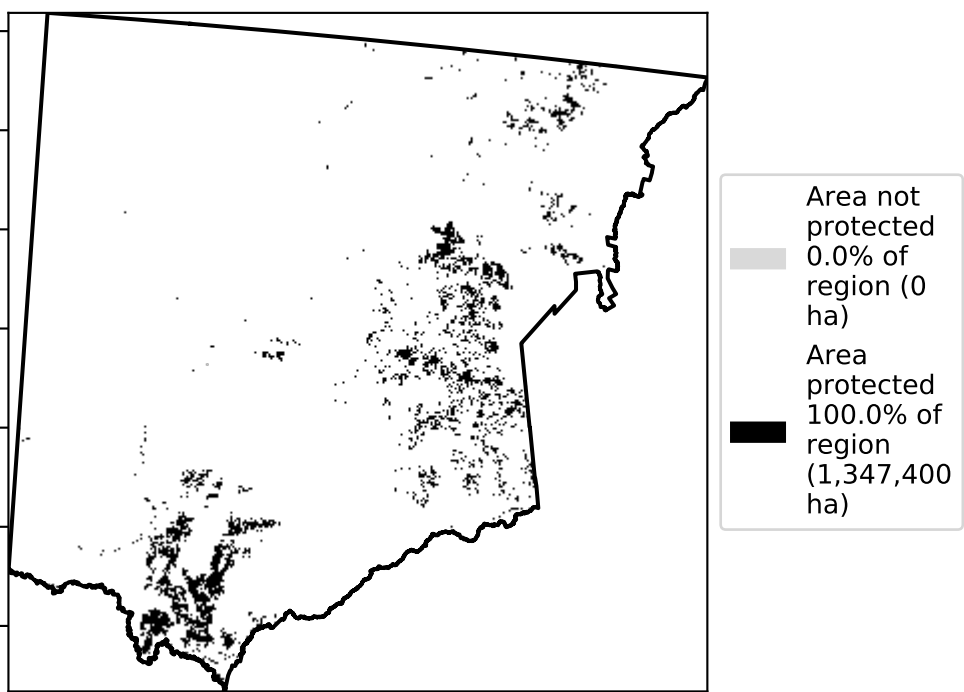 Area not
protected
0.0% of
region (0
ha)
Area
protected
100.0% of
region
(1,347,400
ha)